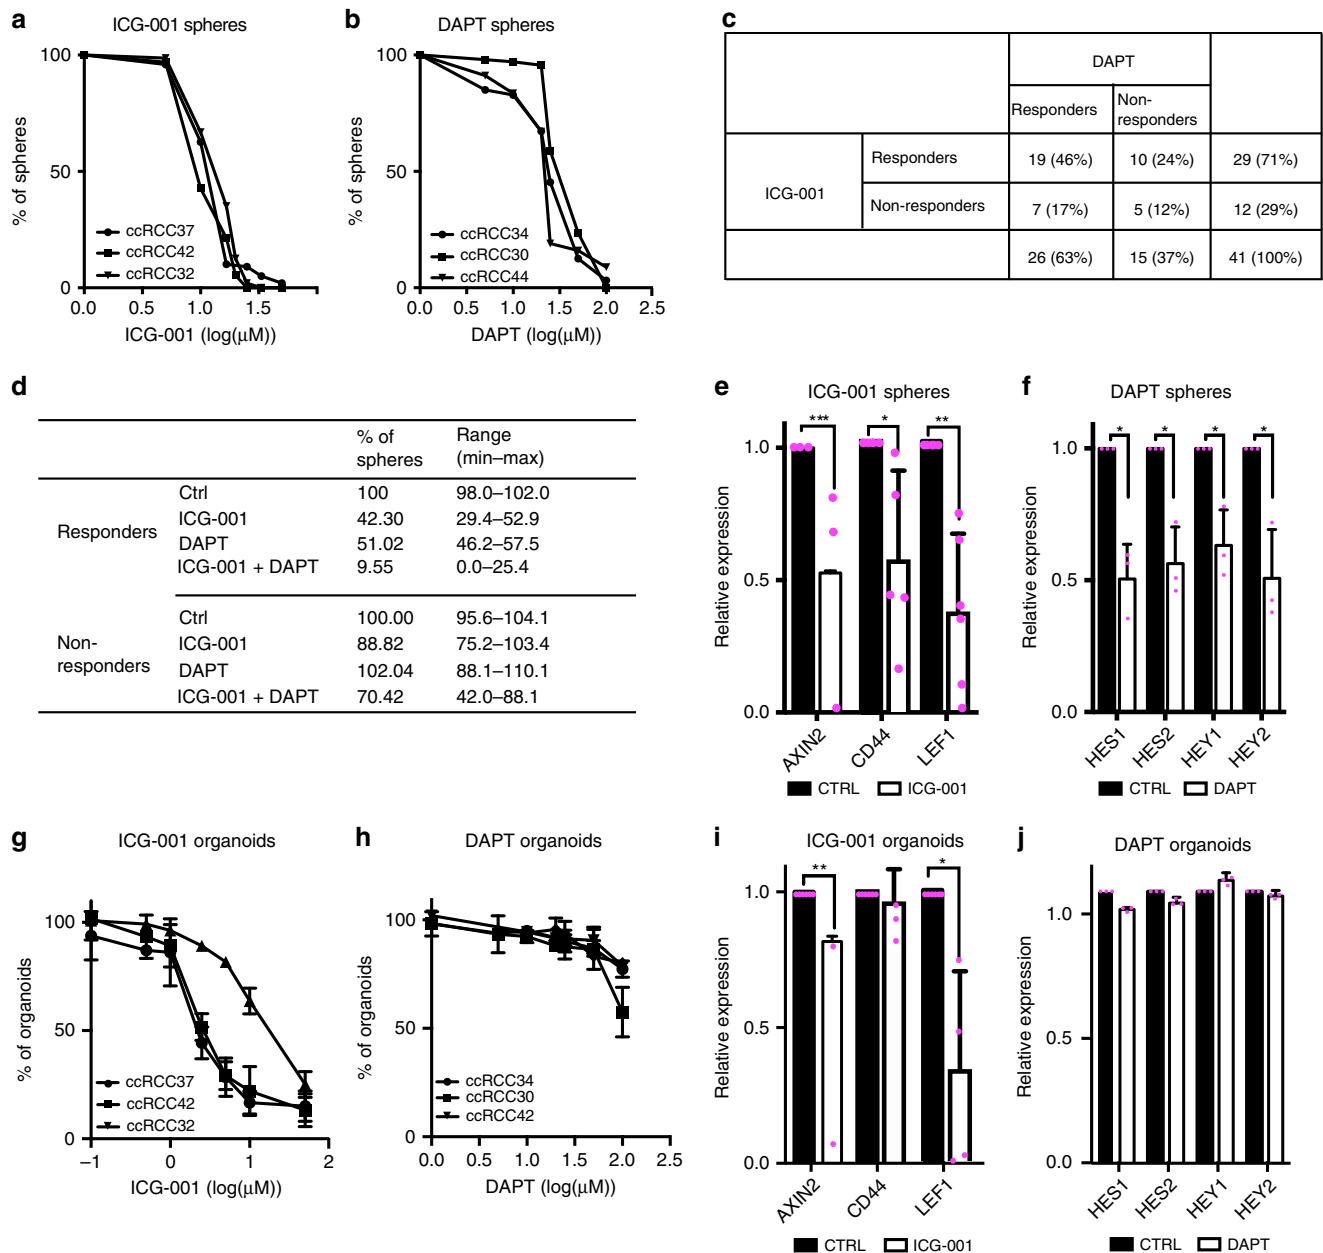 a
ICG-001 spheres
100
50
0
% of spheres
ccRCC37
ccRCC42
ccRCC32
0.0 0.5 1.0 1.5
ICG-001 (log(μM))
b
DAPT spheres
100
50
0
% of spheres
ccRCC34
ccRCC30
ccRCC44
0.0 0.5 1.0 1.5 2.0 2.5
DAPT (log(μM))
c
DAPT
Responders Non-responders
ICG-001
Responders 19 (46%) 10 (24%) 29 (71%)
Non-responders 7 (17%) 5 (12%) 12 (29%)
26 (63%) 15 (37%) 41 (100%)
d
% of spheres Range (min–max)
Responders
Ctrl 100 98.0–102.0
ICG-001 42.30 29.4–52.9
DAPT 51.02 46.2–57.5
ICG-001 + DAPT 9.55 0.0–25.4
Non-responders
Ctrl 100.00 95.6–104.1
ICG-001 88.82 75.2–103.4
DAPT 102.04 88.1–110.1
ICG-001 + DAPT 70.42 42.0–88.1
e
ICG-001 spheres
*** * **
1.0
0.5
0.0
Relative expression
AXIN2 CD44 LEF1
CTRL ICG-001
f
DAPT spheres
* * * *
1.0
0.5
0.0
Relative expression
HES1 HES2 HEY1 HEY2
CTRL DAPT
g
ICG-001 organoids
100
50
0
% of organoids
ccRCC37
ccRCC42
ccRCC32
–1 0 1 2
ICG-001 (log(μM))
h
DAPT organoids
100
50
0
% of organoids
ccRCC34
ccRCC30
ccRCC42
0.0 0.5 1.0 1.5 2.0 2.5
DAPT (log(μM))
i
ICG-001 organoids
** *
1.0
0.5
0.0
Relative expression
AXIN2 CD44 LEF1
CTRL ICG-001
j
DAPT organoids
1.0
0.5
0.0
Relative expression
HES1 HES2 HEY1 HEY2
CTRL DAPT